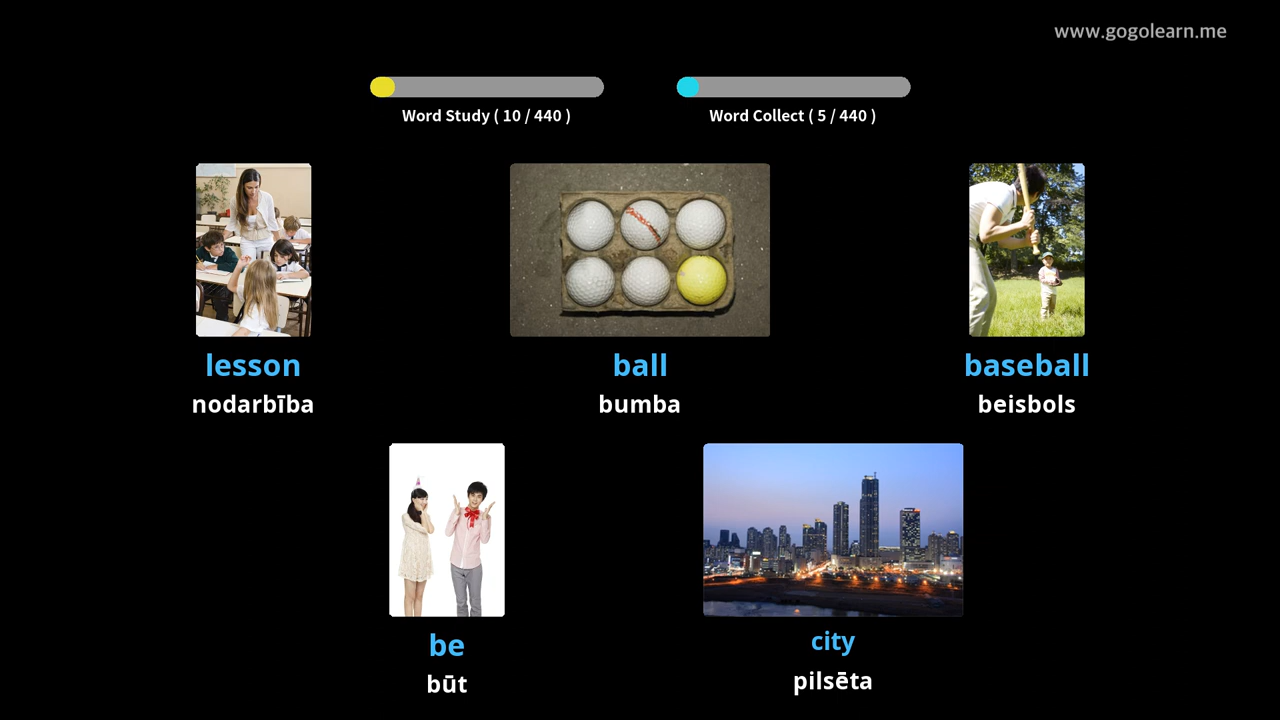 www.gogolearn.me
Word Study ( 10 / 440 )
Word Collect ( 5 / 440 )
lesson
nodarbība
ball
bumba
baseball
beisbols
be
būt
city
pilsēta